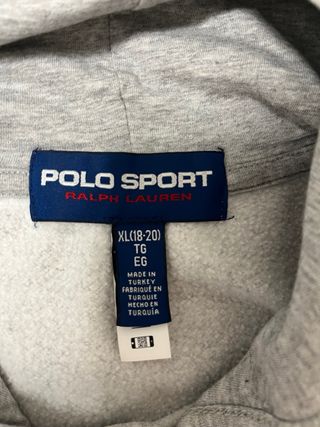 POLO SPORT
RALPH LAUREN
XL(18-20)
TG
EG
MADE IN
TURKEY
FABRIQUÉ EN
TURQUIE
HECHO EN
TURQUÍA